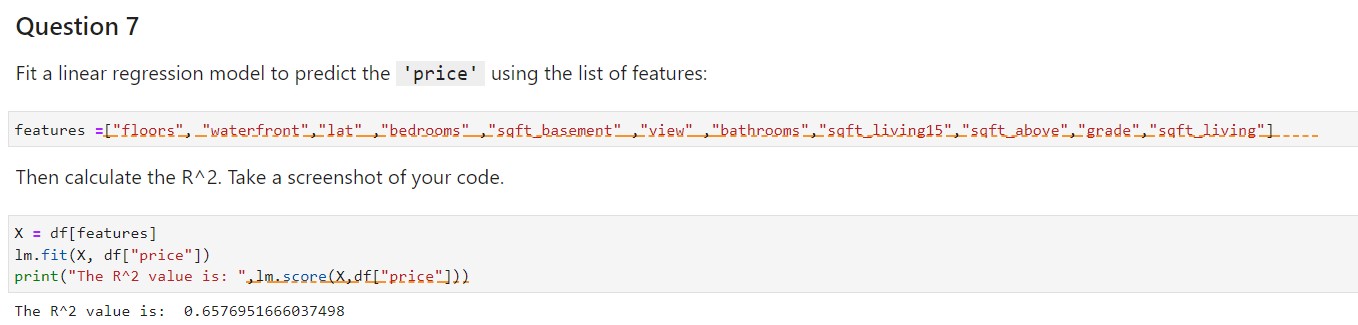 Question 7
Fit a linear regression model to predict the 'price' using the list of features:
features =["floors", "waterfront","lat" ,"bedrooms" ,"sqft_basement" ,"view" ,"bathrooms","sqft_living15","sqft_above","grade","sqft_living"]
Then calculate the R^2. Take a screenshot of your code.
X = df[features]
lm.fit(X, df["price"])
print("The R^2 value is: ",lm.score(X,df["price"]))
The R^2 value is:  0.6576951666037498